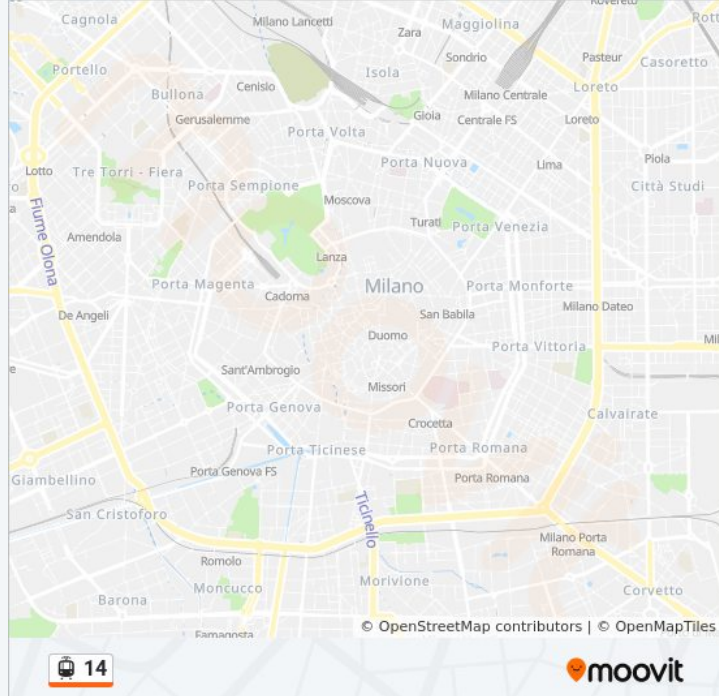 Rovereto
Cagnola
Milano Lancetti
Maggiolina
Zara
Sondrio
Pasteur
Casoretto
Portello
Isola
Cenisio
Bullona
Milano Centrale
Loreto
Gerusalemme
Gioia
Centrale FS
Loreto
Porta Volta
Lotto
Tre Torri - Fiera
Porta Nuova
Lima
Piola
Porta Sempione
Città Studi
Moscova
Fiume Olona
Turati
Porta Venezia
Amendola
Lanza
Porta Magenta
Cadorna
Milano
Porta Monforte
De Angeli
San Babila
Milano Dateo
Duomo
Porta Vittoria
Sant'Ambrogio
Missori
Porta Genova
Crocetta
Calvairate
Porta Ticinese
Porta Romana
Giambellino
Porta Genova FS
Porta Romana
San Cristoforo
Ticinello
Milano Porta
Romana
Romolo
Moncucco
Morivione
Corvetto
Barona
Famagosta
© OpenStreetMap contributors | © OpenMapTiles
14
moovit